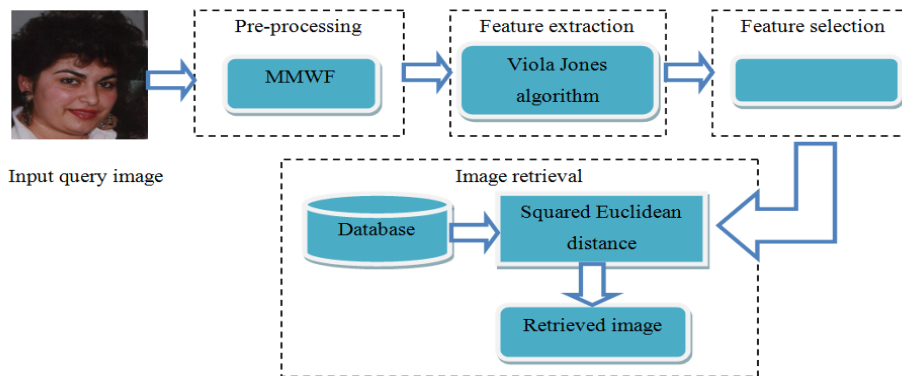 Pre-processing
MMWF
Feature extraction
Viola Jones
algorithm
Feature selection
Input query image
Image retrieval
Database
Squared Euclidean
distance
Retrieved image